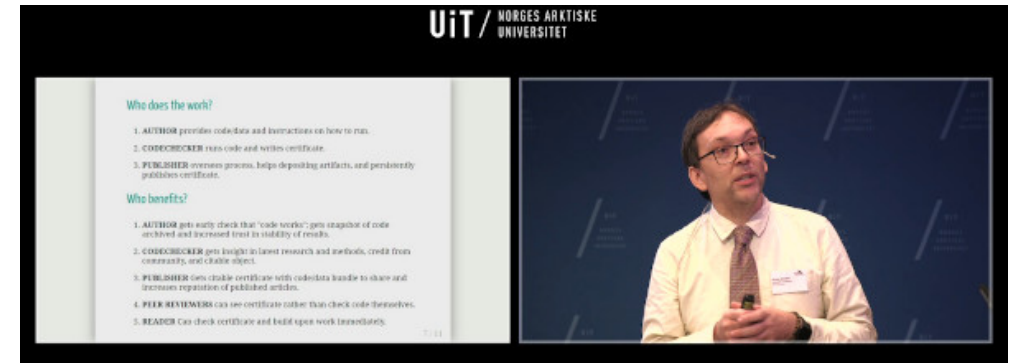 UiT / NORGES ARKTISKE
UNIVERSITET
Who does the work?
1. AUTHOR provides code/data and instructions on how to run.
2. CODECHECKER runs code and writes certificate.
3. PUBLISHER oversees process, helps depositing artifacts, and persistently
publishes certificate.
Who benefits?
1. AUTHOR gets early check that "code works"; gets snapshot of code
archived and increased trust in stability of results.
2. CODECHECKER gets insight in latest research and methods, credit from
community, and citable object.
3. PUBLISHER Gets citable certificate with code/data bundle to share and
increases reputation of published articles.
4. PEER REVIEWERS can see certificate rather than check code themselves.
5. READER Can check certificate and build upon work immediately.